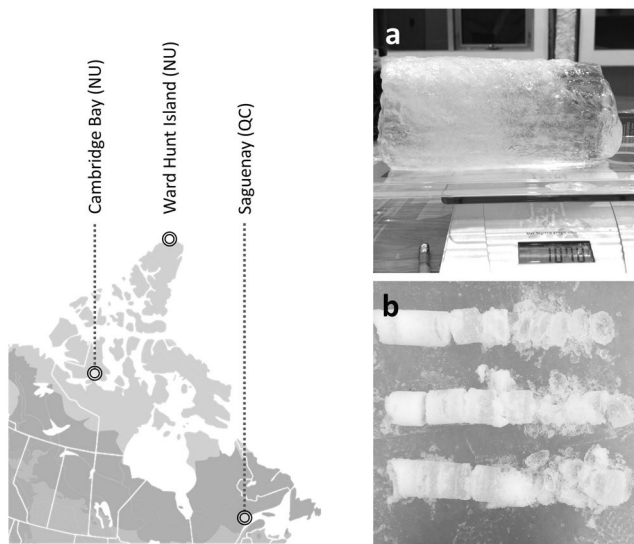 Cambridge Bay (NU)
Ward Hunt Island (NU)
Saguenay (QC)
a
b